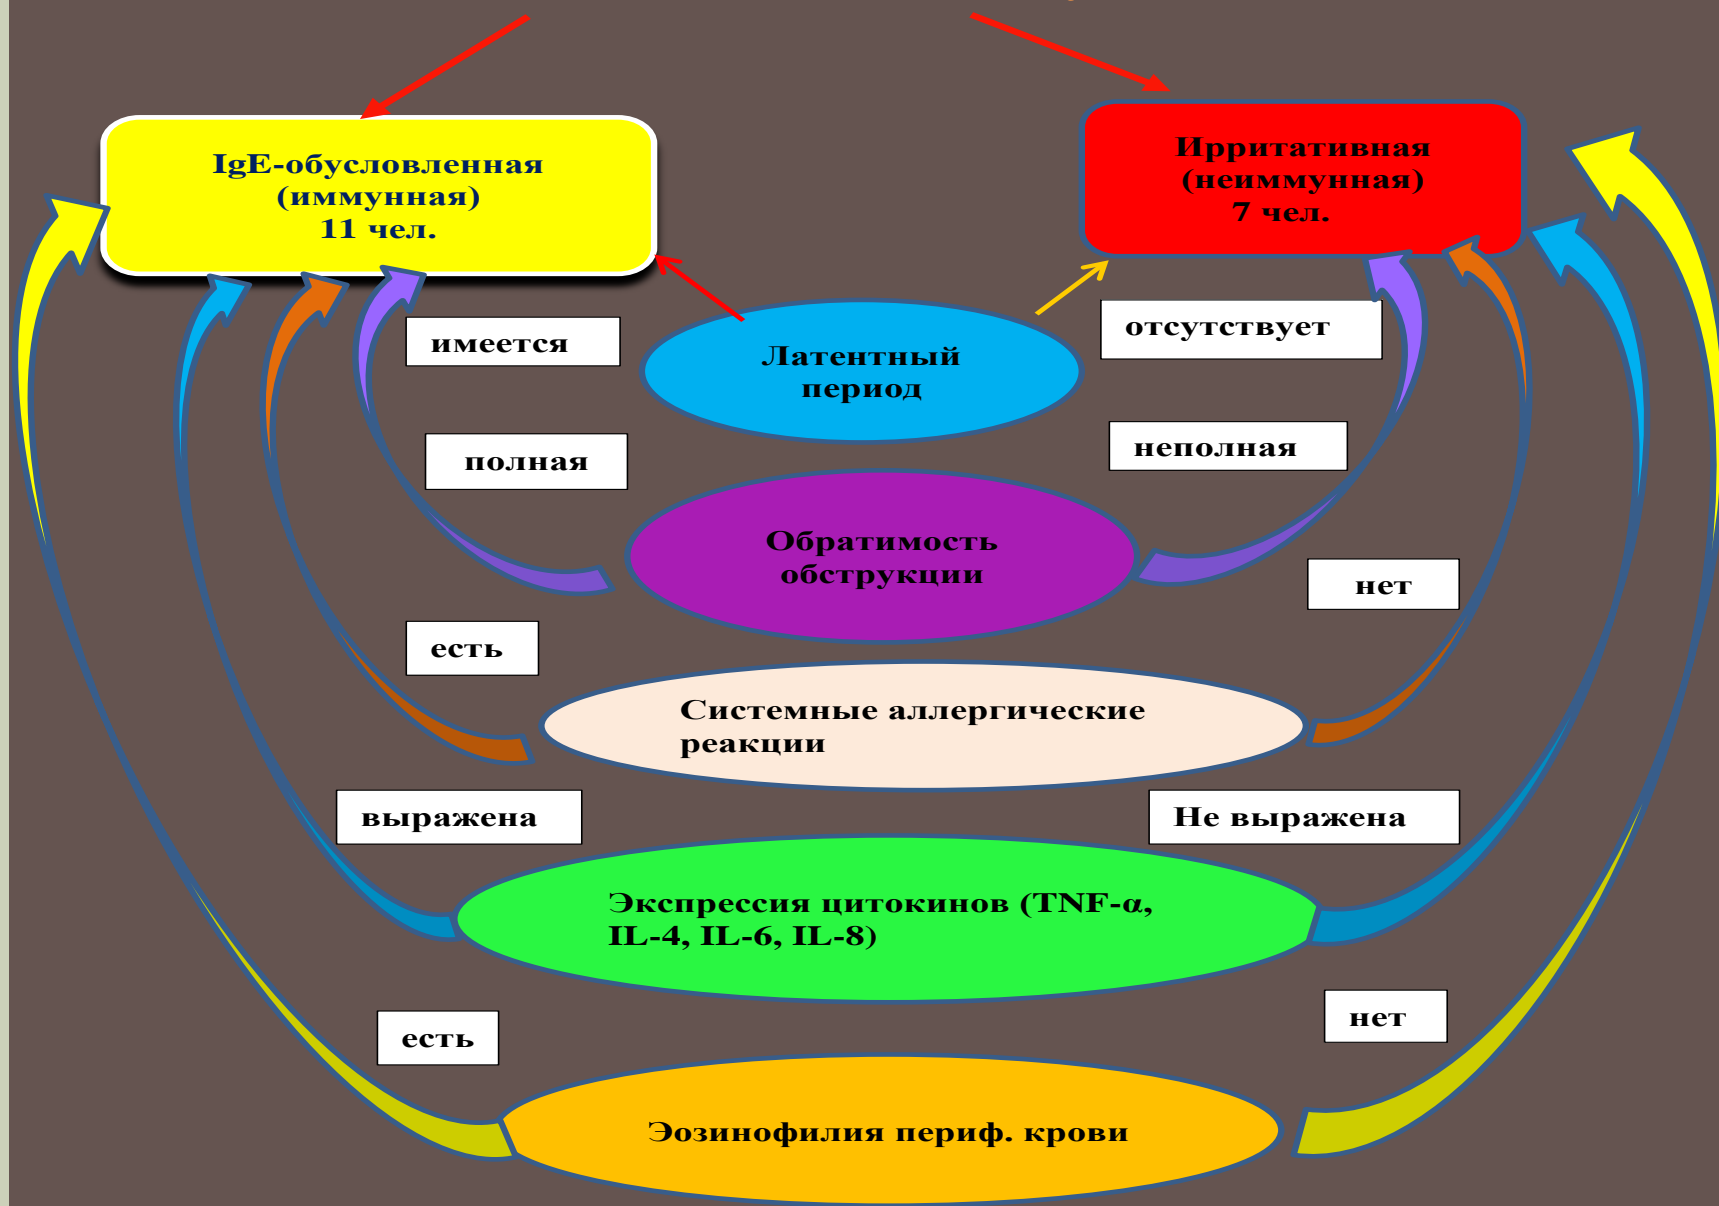 IgE-обусловленная
(иммунная)
11 чел.
Ирритативная
(неиммунная)
7 чел.
имеется
Латентный
период
отсутствует
полная
неполная
Обратимость
обструкции
есть
нет
Системные аллергические
реакции
выражена
Не выражена
Экспрессия цитокинов (TNF-α,
IL-4, IL-6, IL-8)
есть
нет
Эозинофилия периф. крови